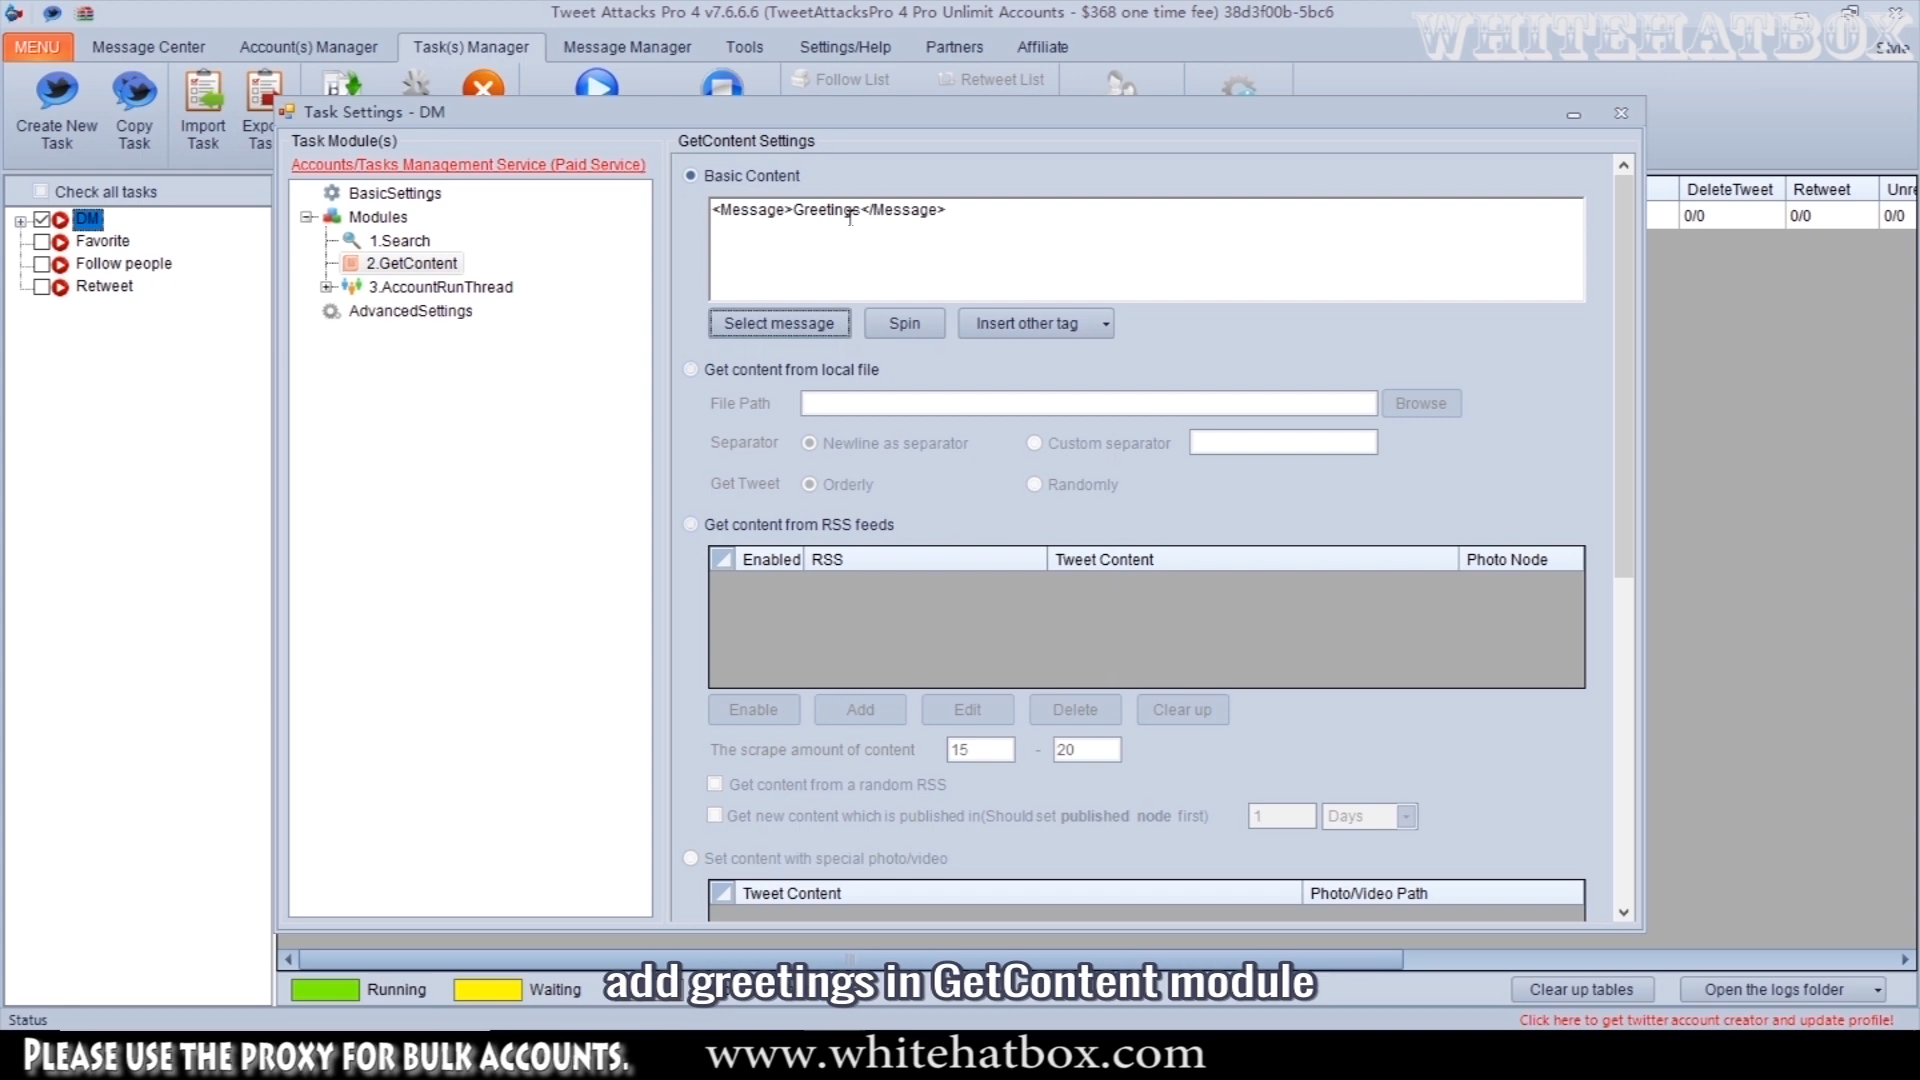 Tweet Attacks Pro 4 v7.6.6.6 (TweetAttacksPro 4 Pro Unlimit Accounts - $368 one time fee) 38d3f00b-5bc6
WHITEHATBOX
MENU Message Center Account(s) Manager Task(s) Manager Message Manager Tools Settings/Help Partners Affiliate
Follow List Retweet List
Create New Task
Copy Task
Import Task
Task Settings - DM
Task Module(s)
Accounts/Tasks Management Service (Paid Service)
BasicSettings
Modules
1.Search
2.GetContent
3.AccountRunThread
AdvancedSettings
Check all tasks
DM
Favorite
Follow people
Retweet
GetContent Settings
Basic Content
<Message>Greetings</Message>
Select message Spin Insert other tag
Get content from local file
File Path Browse
Separator Newline as separator Custom separator
Get Tweet Orderly Randomly
Get content from RSS feeds
Enabled RSS Tweet Content Photo Node
Enable Add Edit Delete Clear up
The scrape amount of content 15 - 20
Get content from a random RSS
Get new content which is published in(Should set published node first) 1 Days
Set content with special photo/video
Tweet Content Photo/Video Path
DeleteTweet Retweet
0/0 0/0 0/0
Running Waiting
add greetings in GetContent module
Clear up tables Open the logs folder
Status
Click here to get twitter account creator and update profile!
PLEASE USE THE PROXY FOR BULK ACCOUNTS. www.whitehatbox.com